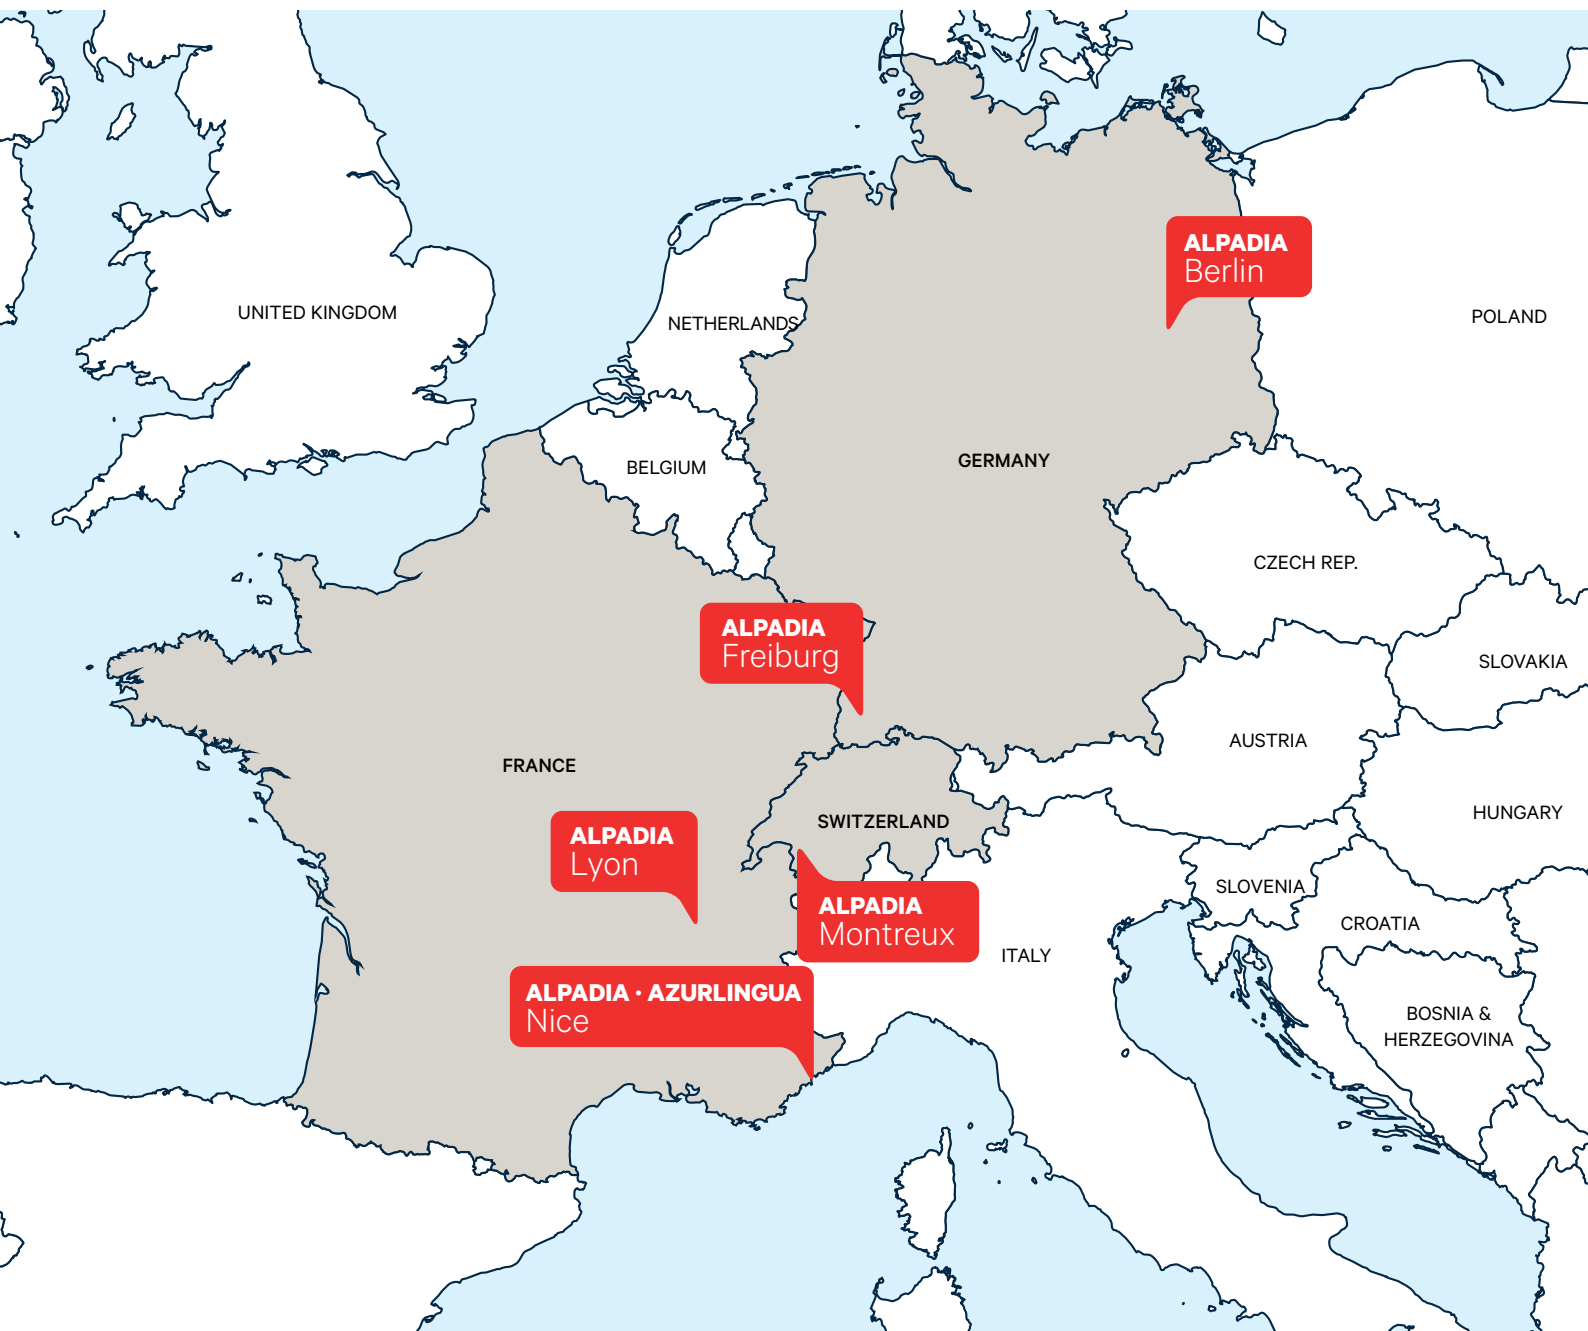 ALPADIA
Berlin
UNITED KINGDOM
NETHERLANDS
POLAND
BELGIUM
GERMANY
CZECH REP.
ALPADIA
Freiburg
SLOVAKIA
AUSTRIA
FRANCE
SWITZERLAND
HUNGARY
ALPADIA
Lyon
SLOVENIA
ALPADIA
Montreux
CROATIA
ITALY
ALPADIA · AZURLINGUA
Nice
BOSNIA &
HERZEGOVINA